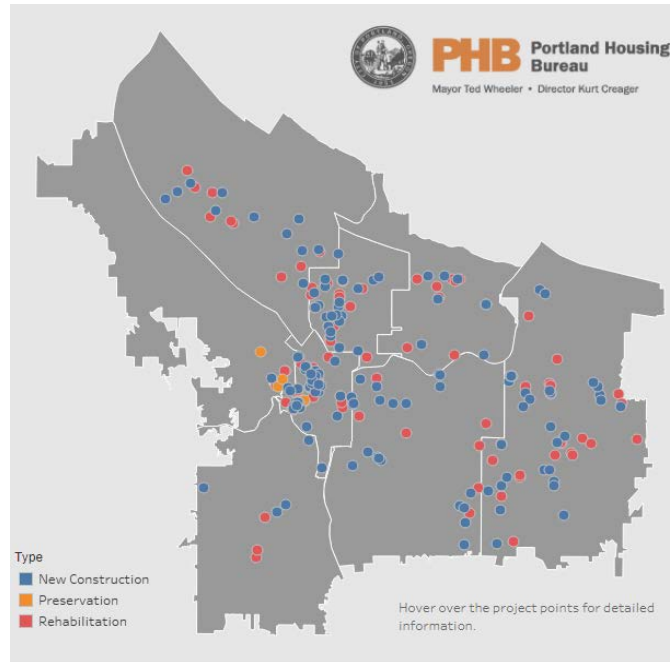 PHB Portland Housing
Bureau
Mayor Ted Wheeler • Director Kurt Creager
Type
New Construction
Preservation
Rehabilitation
Hover over the project points for detailed
information.